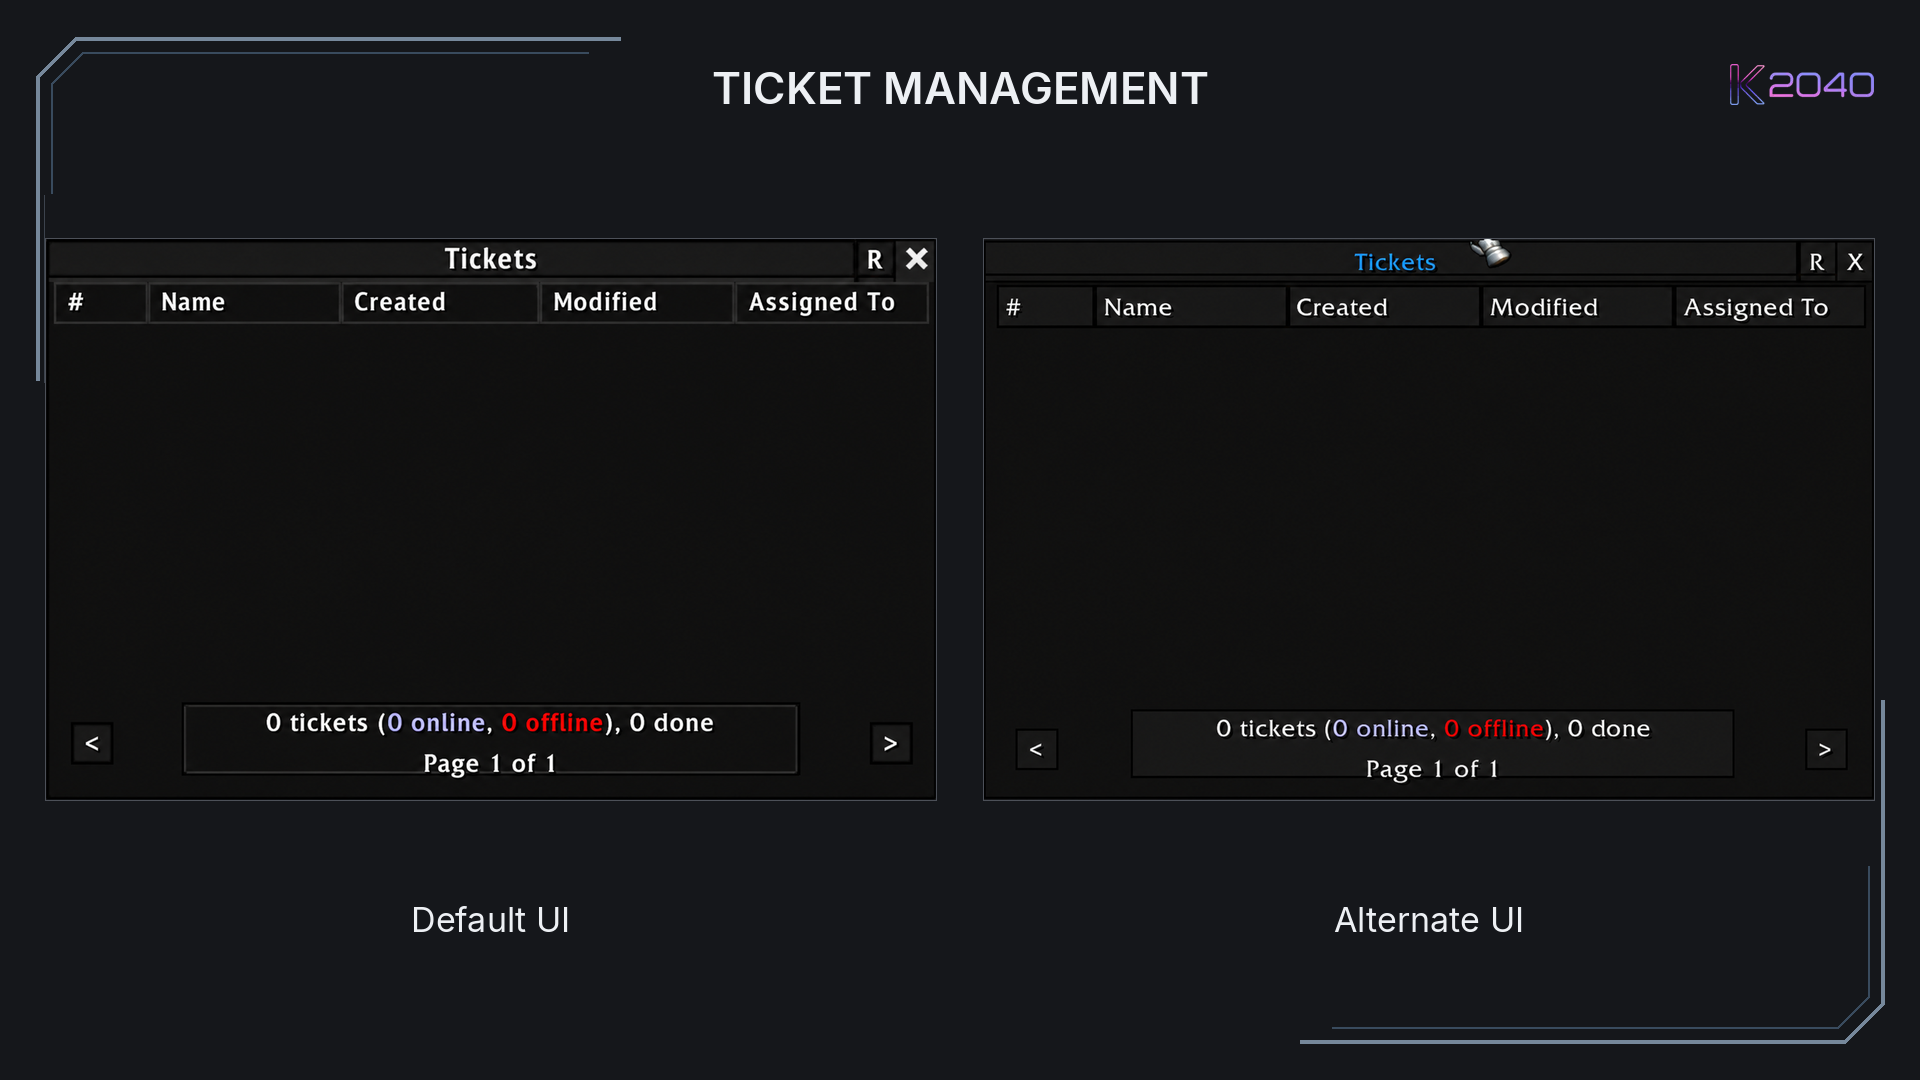 TICKET MANAGEMENT
K2040
Tickets R X
# Name Created Modified Assigned To
0 tickets (0 online, 0 offline), 0 done
< Page 1 of 1 >
Tickets R X
# Name Created Modified Assigned To
0 tickets (0 online, 0 offline), 0 done
< Page 1 of 1 >
Default UI
Alternate UI